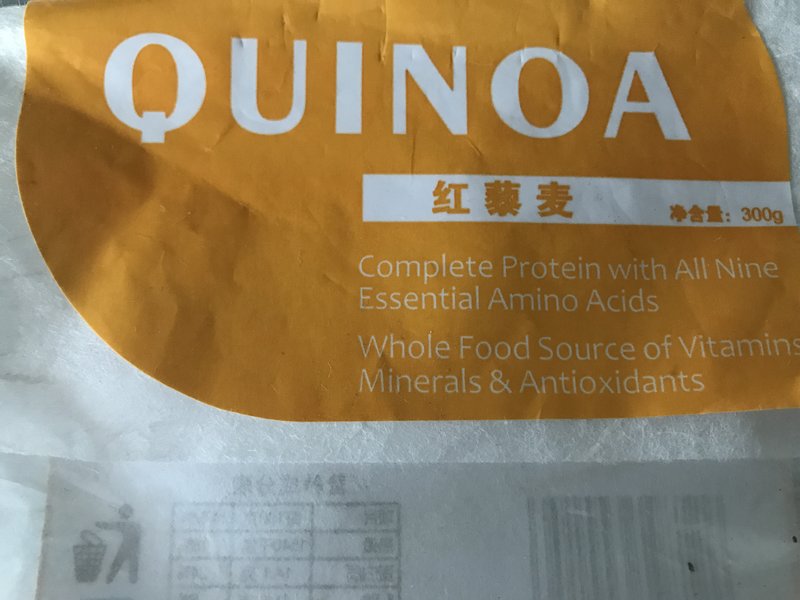 QUINOA
红藜麦 净含量：300g
Complete Protein with All Nine
Essential Amino Acids
Whole Food Source of Vitamins
Minerals & Antioxidants